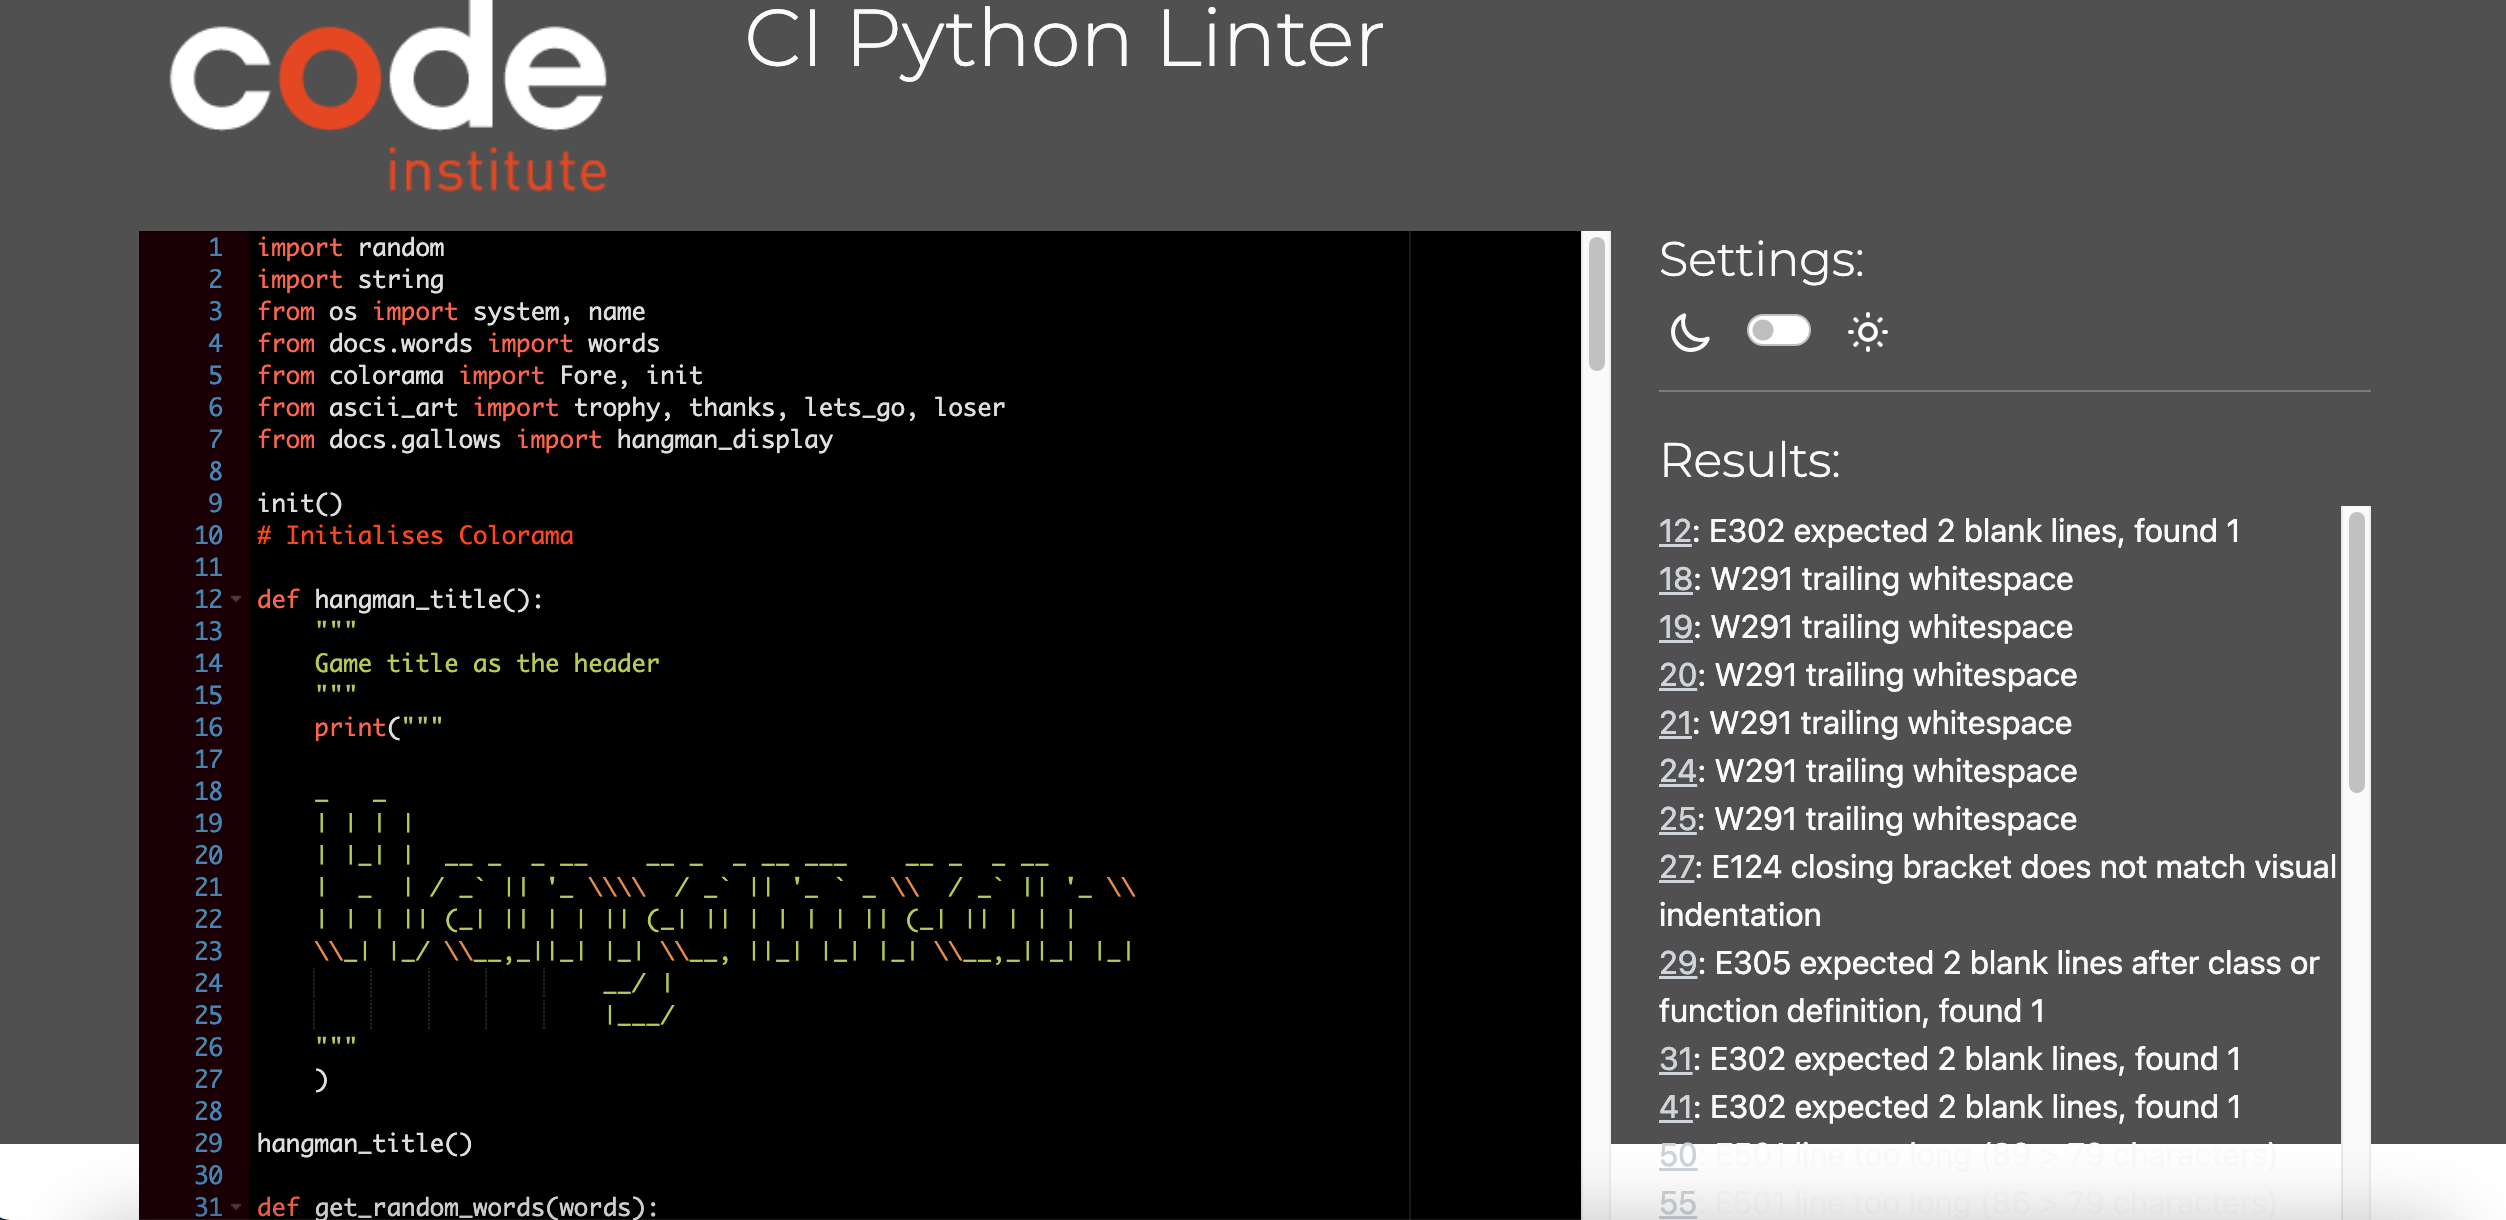 code
institute
CI Python Linter
1 import random
2 import string
3 from os import system, name
4 from docs.words import words
5 from colorama import Fore, init
6 from ascii_art import trophy, thanks, lets_go, loser
7 from docs.gallows import hangman_display
8
9 init()
10 # Initialises Colorama
11
12 def hangman_title():
13     """
14     Game title as the header
15     """
16     print("""
17
18     _   _
19     | | | |
20     | |_| |  __ _  _ __    __ _  _ __ ___    __ _  _ __
21     |  _  | / _` || '_ \\\\  / _` || '_ ` _ \\  / _` || '_ \\
22     | | | || (_| || | | || (_| || | | | | || (_| || | | |
23     \\_| |_/ \\__,_||_| |_| \\__, ||_| |_| |_| \\__,_||_| |_|
24                         __/ |
25                         |___/
26     """
27     )
28
29 hangman_title()
30
31 def get_random_words(words):
Settings:
Results:
12: E302 expected 2 blank lines, found 1
18: W291 trailing whitespace
19: W291 trailing whitespace
20: W291 trailing whitespace
21: W291 trailing whitespace
24: W291 trailing whitespace
25: W291 trailing whitespace
27: E124 closing bracket does not match visual
indentation
29: E305 expected 2 blank lines after class or
function definition, found 1
31: E302 expected 2 blank lines, found 1
41: E302 expected 2 blank lines, found 1
50: E501 line too long (89 > 79 characters)
55: E501 line too long (86 > 79 characters)